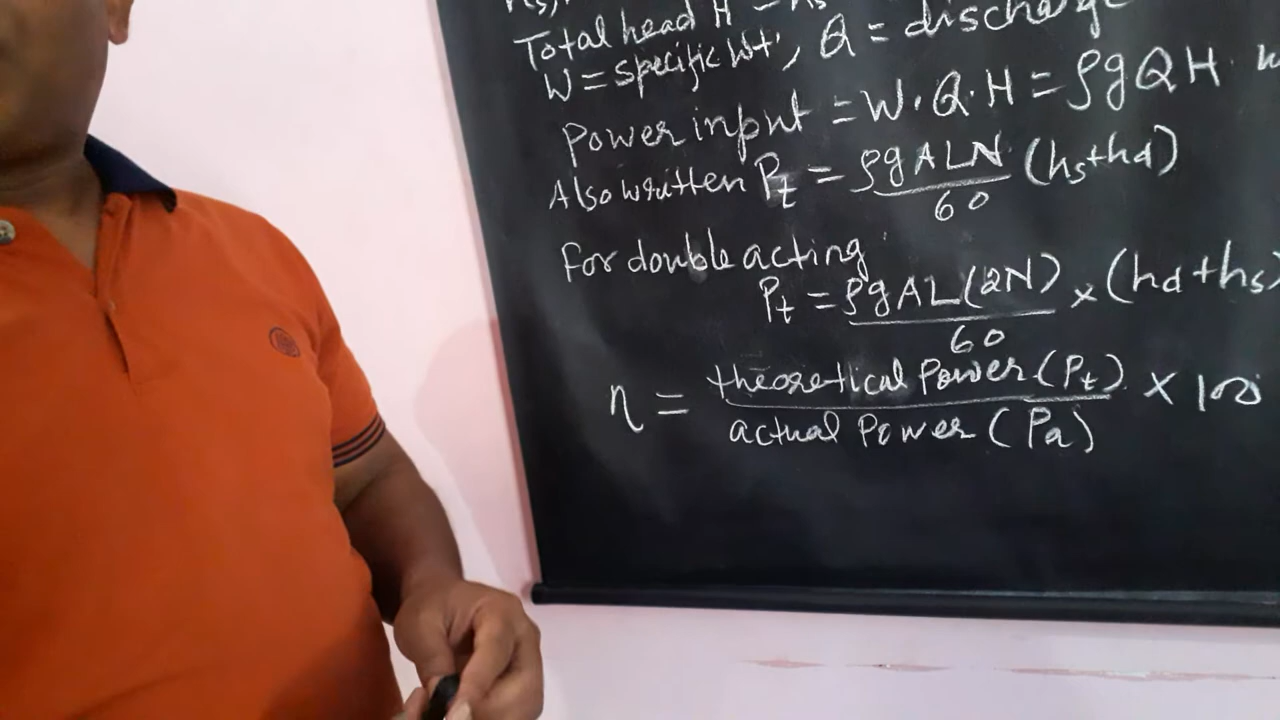 Total head H = hs
W = specific wt', Q = discharge
Power input = W.Q.H = ρgQH
Also written Pt = ρgALN/60 (hs+hd)
For double acting
Pt = ρgAL(2N)/60 × (hd+hs)
η = theoretical Power (Pt)/actual Power (Pa) × 100